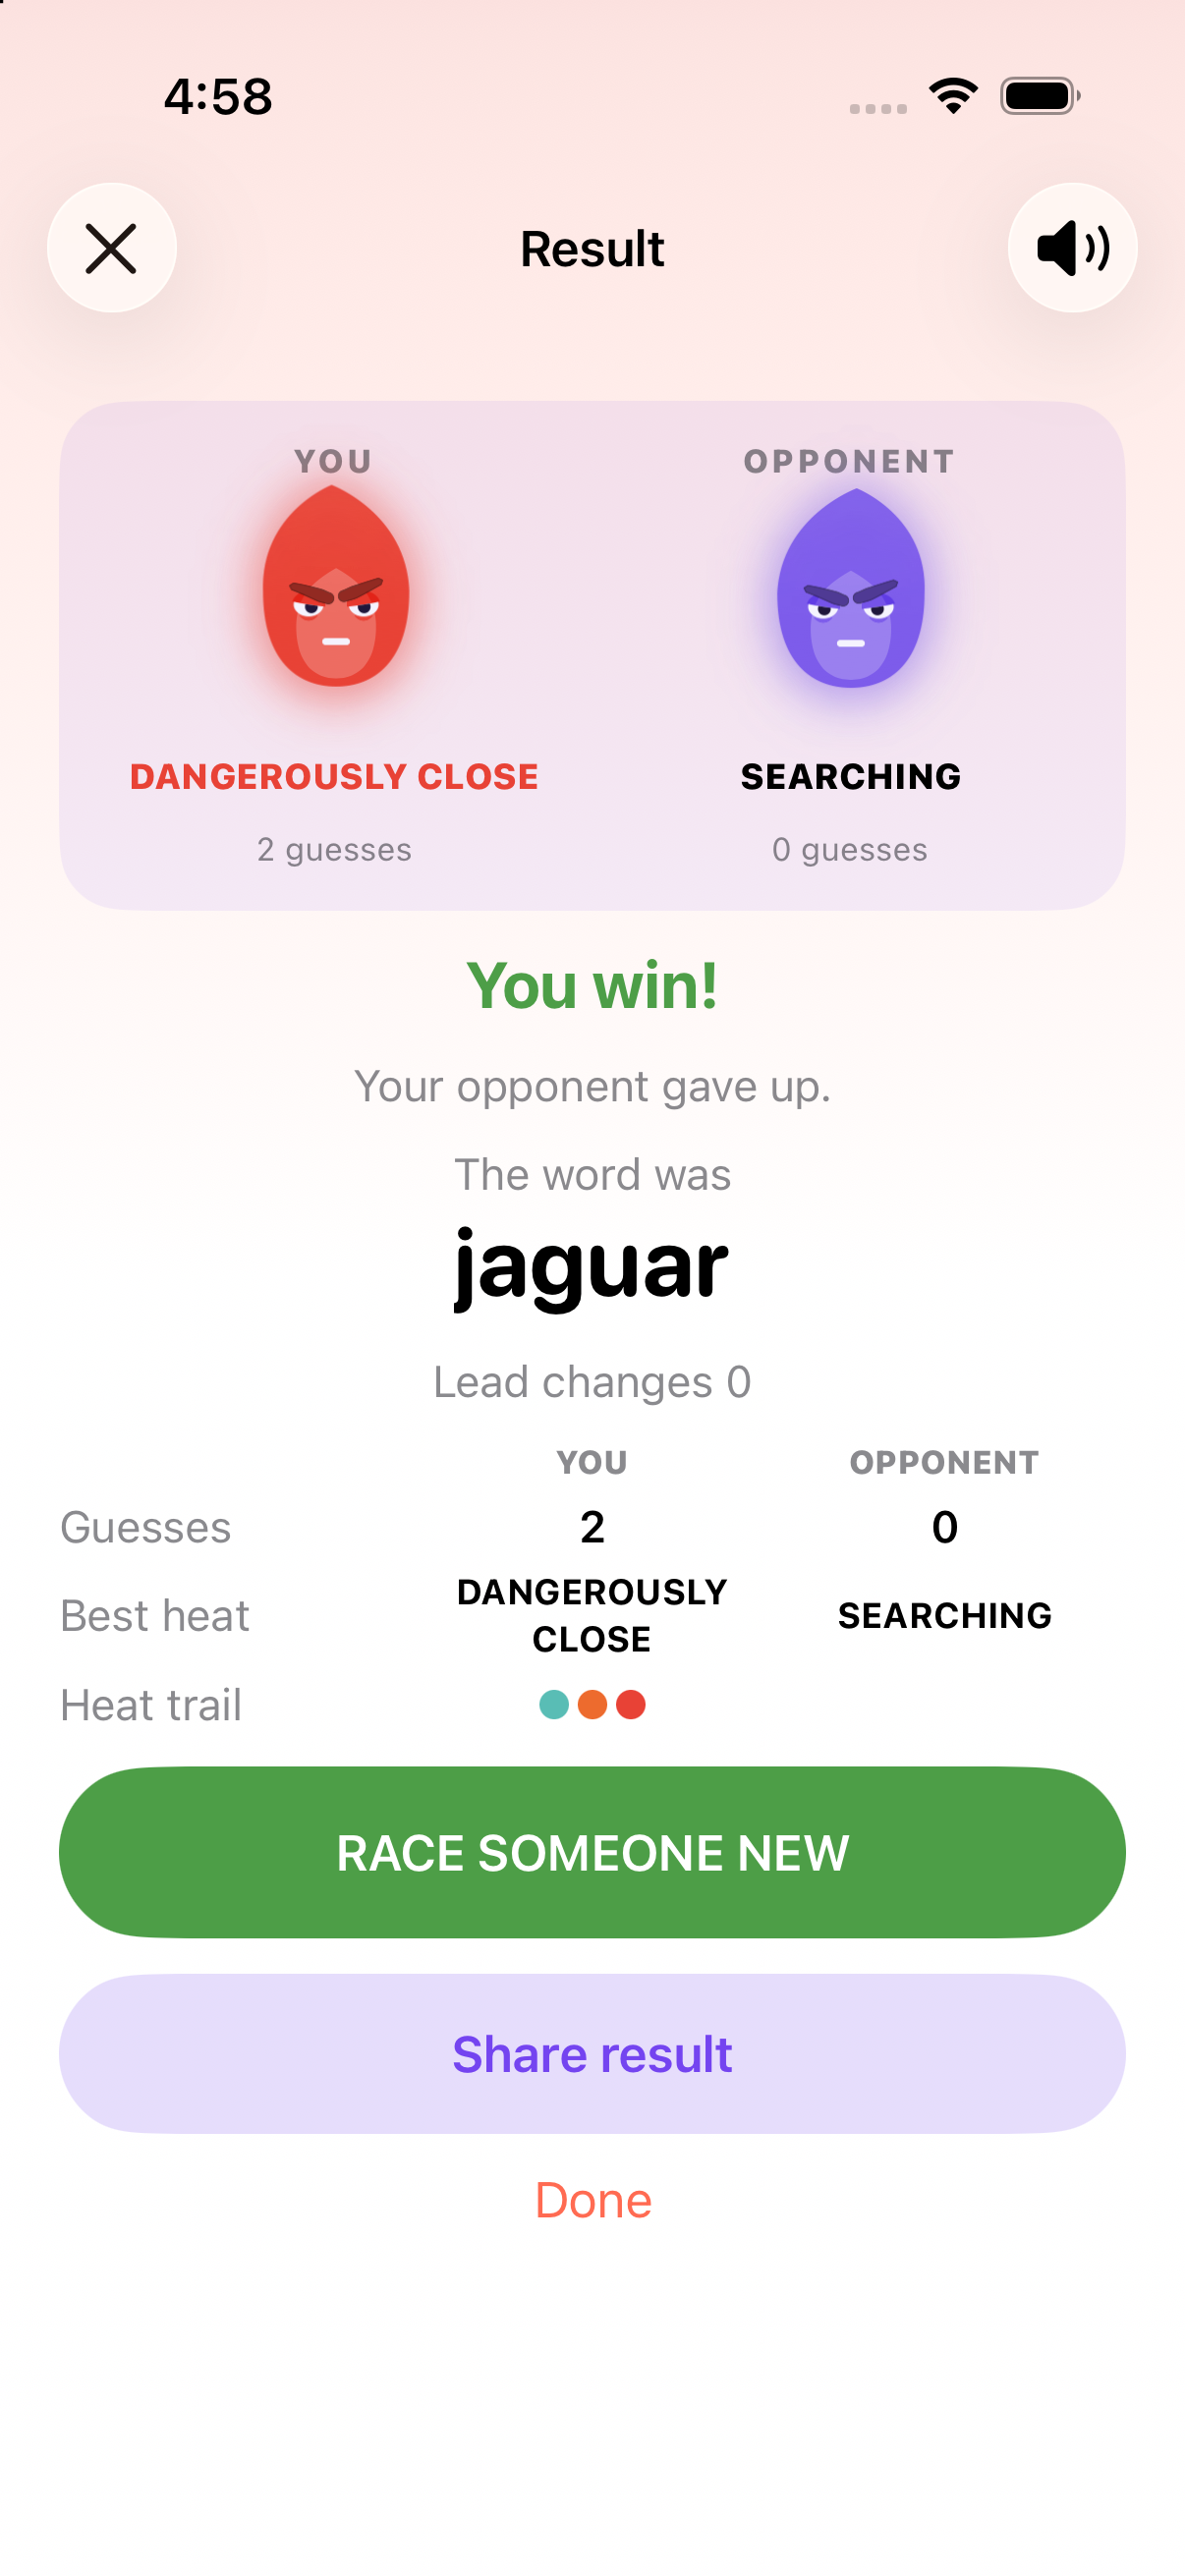 4:58
Result
YOU
OPPONENT
DANGEROUSLY CLOSE
SEARCHING
2 guesses
0 guesses
You win!
Your opponent gave up.
The word was
jaguar
Lead changes 0
YOU
OPPONENT
Guesses
2
0
Best heat
DANGEROUSLY
CLOSE
SEARCHING
Heat trail
RACE SOMEONE NEW
Share result
Done